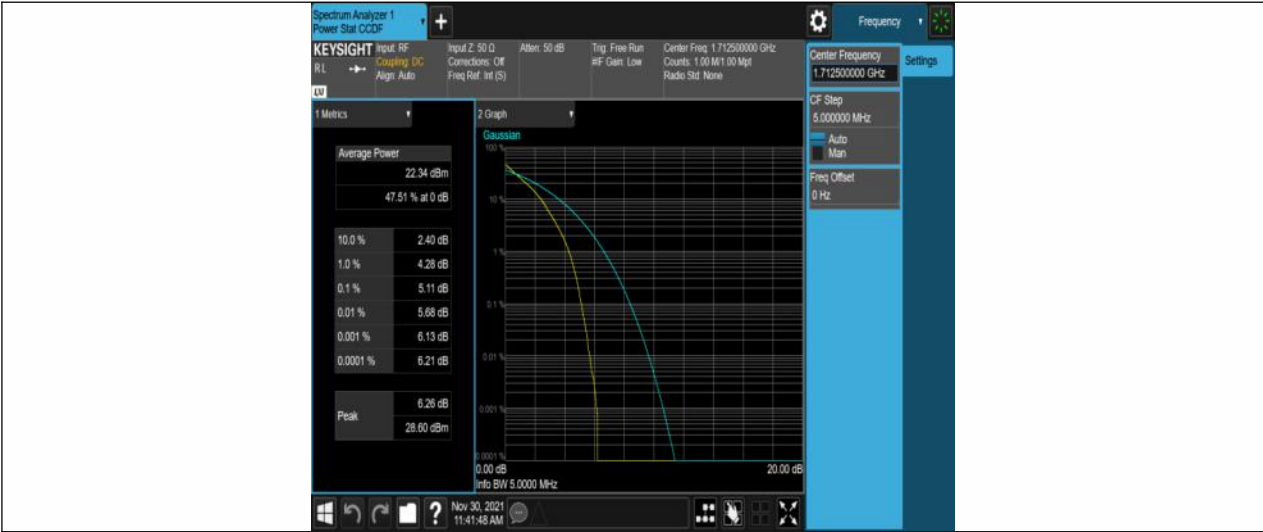 Spectrum Analyzer 1
Power Stat CCDF
+
Frequency
KEYSIGHT
RL
Input: RF
Coupling: DC
Align: Auto
Input Z: 50 Ω
Corrections: Off
Freq Ref: Int (S)
Atten: 50 dB
Trig: Free Run
#IF Gain: Low
Center Freq: 1.712500000 GHz
Counts: 1.00 M/1.00 Mpt
Radio Std: None
LW
Center Frequency
1.712500000 GHz
Settings
CF Step
5.000000 MHz
Auto
Man
Freq Offset
0 Hz
1 Metrics
Average Power
22.34 dBm
47.51 % at 0 dB
10.0 % 2.40 dB
1.0 % 4.28 dB
0.1 % 5.11 dB
0.01 % 5.68 dB
0.001 % 6.13 dB
0.0001 % 6.21 dB
Peak
6.26 dB
28.60 dBm
2 Graph
Gaussian
100 %
10 %
1 %
0.1 %
0.01 %
0.001 %
0.0001 %
0.00 dB 20.00 dB
Info BW 5.0000 MHz
?
Nov 30, 2021
11:41:48 AM